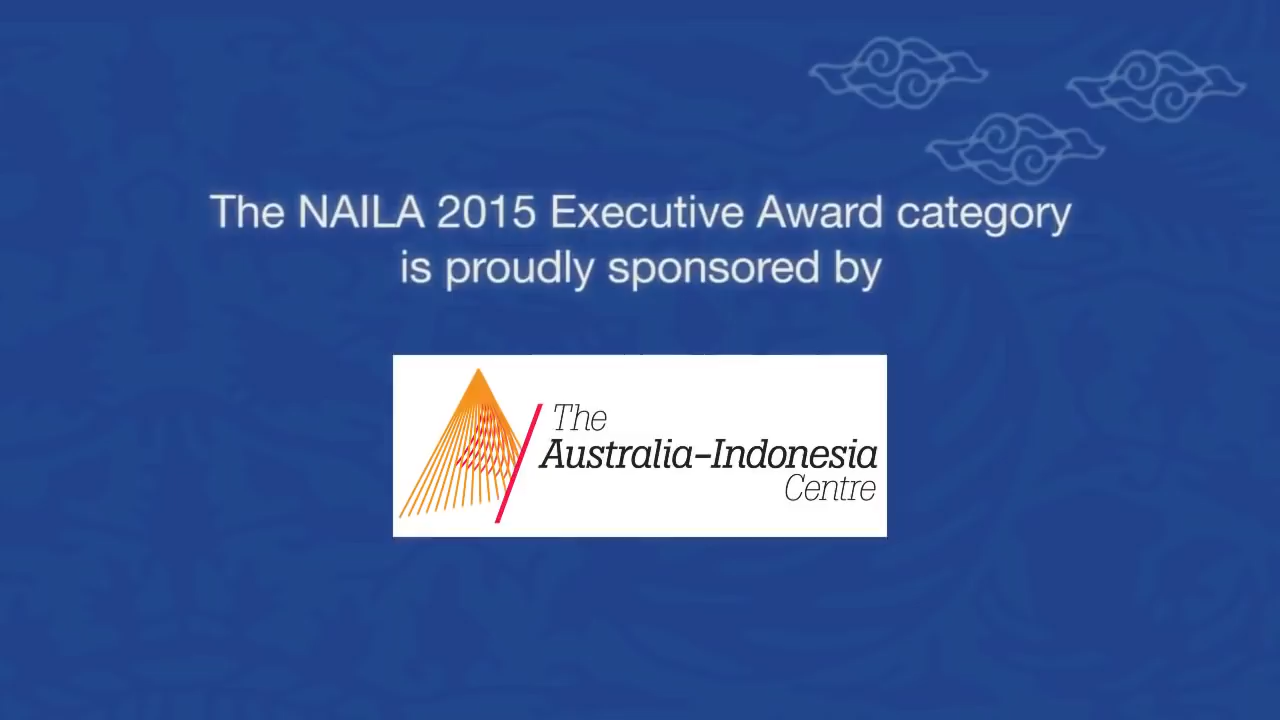 The NAILA 2015 Executive Award category
is proudly sponsored by
The
Australia–Indonesia
Centre